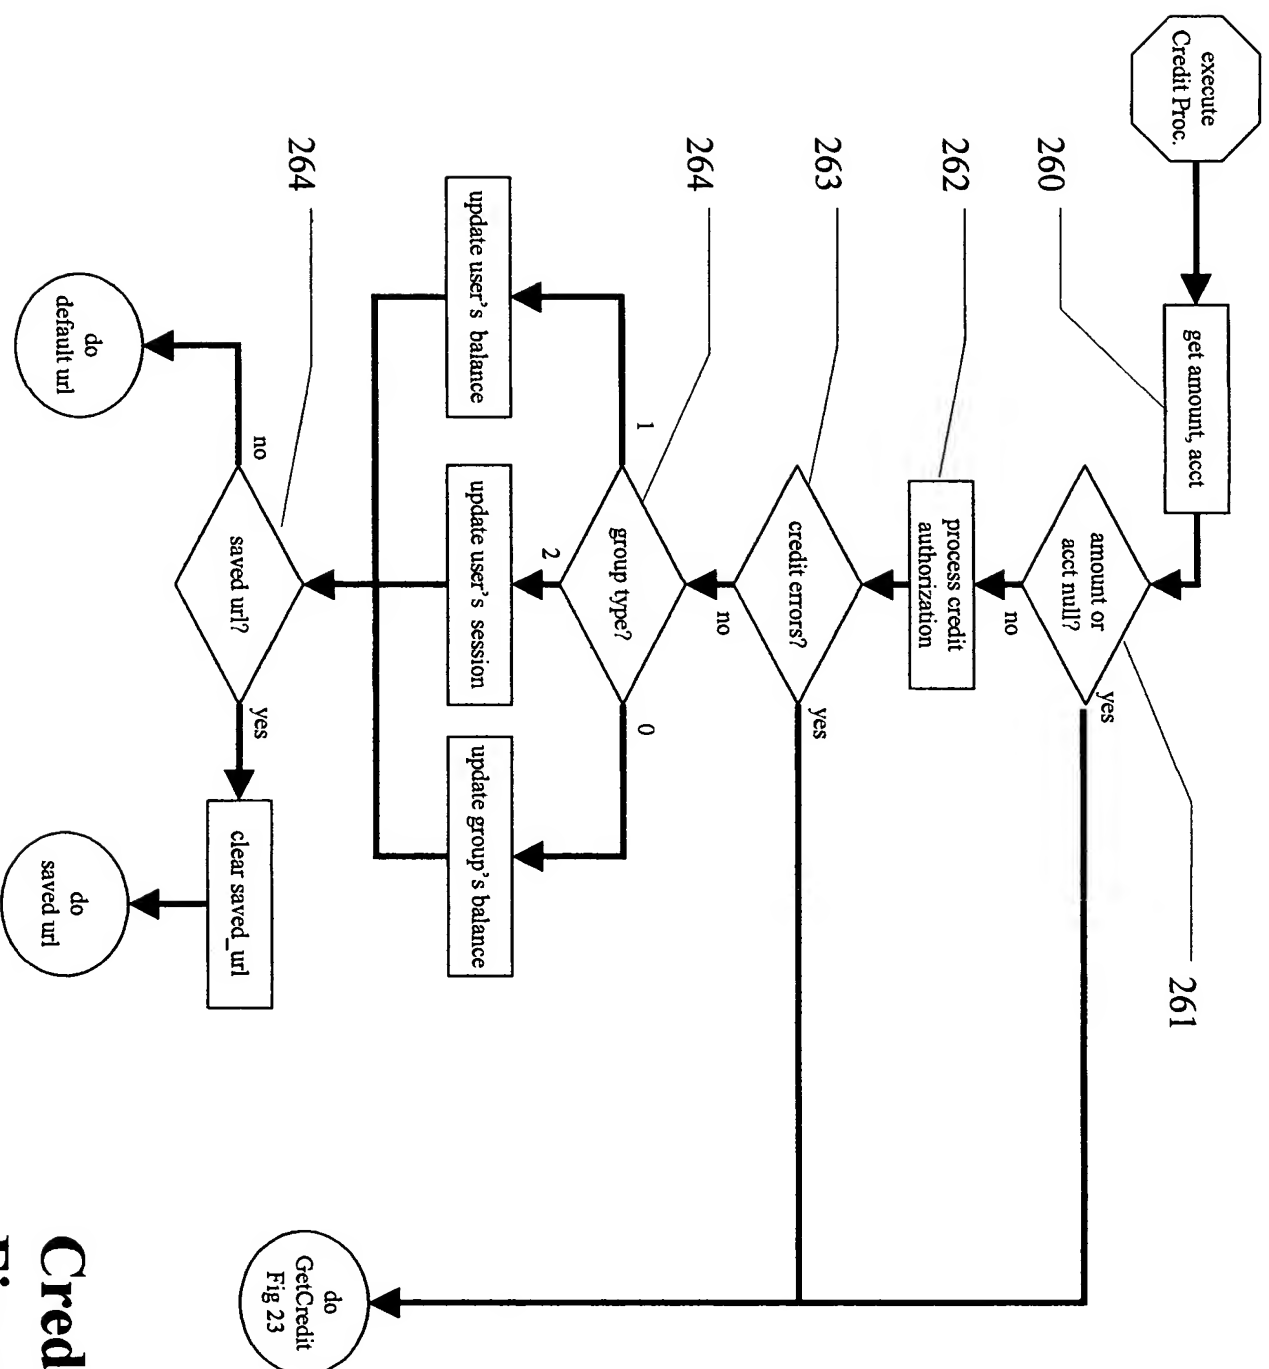 execute
Credit Proc.
get amount, acct
260
amount or
acct null?
261
yes
no
262
process credit
authorization
263
credit errors?
yes
no
264
group type?
1
2
0
update user's balance
update user's session
update group's balance
264
saved url?
no
yes
clear saved_url
do
default url
do
saved url
do
GetCredit
Fig 23